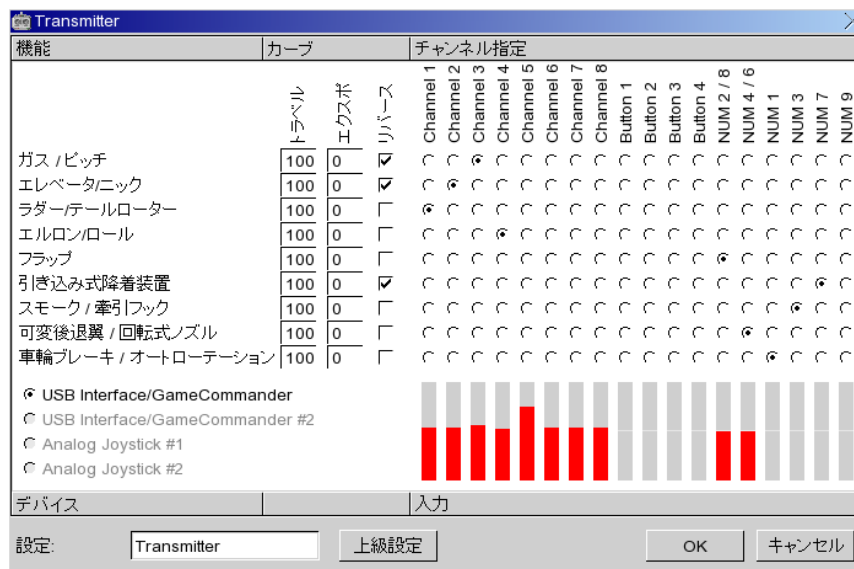 Transmitter
機能 カーブ チャンネル指定
トラベル エクスポ リバース Channel 1 Channel 2 Channel 3 Channel 4 Channel 5 Channel 6 Channel 7 Channel 8 Button 1 Button 2 Button 3 Button 4 NUM 2 / 8 NUM 4 / 6 NUM 1 NUM 3 NUM 7 NUM 9
ガス / ピッチ 100 0
エレベータ/ニック 100 0
ラダー/テールローター 100 0
エルロン/ロール 100 0
フラップ 100 0
引き込み式降着装置 100 0
スモーク / 牽引フック 100 0
可変後退翼 / 回転式ノズル 100 0
車輪ブレーキ / オートローテーション 100 0
USB Interface/GameCommander
USB Interface/GameCommander #2
Analog Joystick #1
Analog Joystick #2
デバイス 入力
設定: Transmitter 上級設定 OK キャンセル